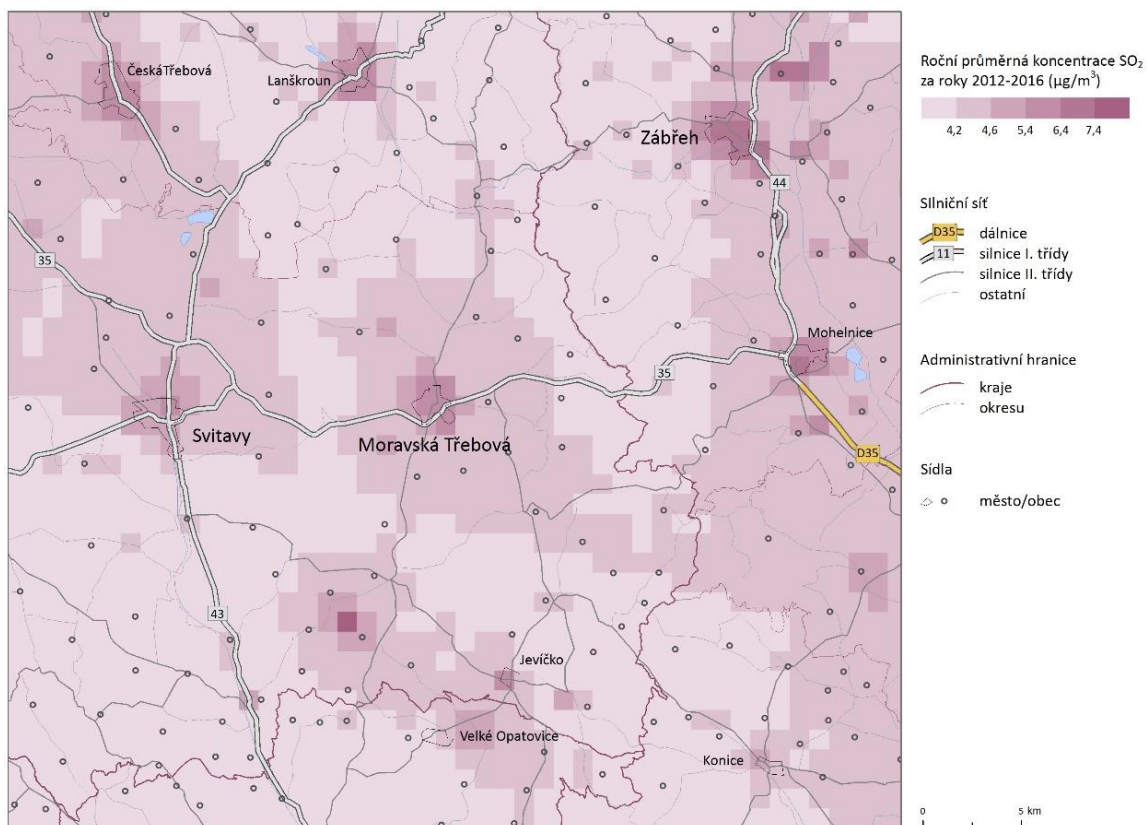 ČeskáTřebová
Lanškroun
Zábřeh
44
35
Mohelnice
35
Svitavy
Moravská Třebová
D35
43
Jevíčko
Velké Opatovice
Konice
Roční průměrná koncentrace SO₂
za roky 2012-2016 (µg/m³)
4,2 4,6 5,4 6,4 7,4
Silniční síť
D35 dálnice
11 silnice I. třídy
silnice II. třídy
ostatní
Administrativní hranice
kraje
okresu
Sídla
město/obec
0 5 km